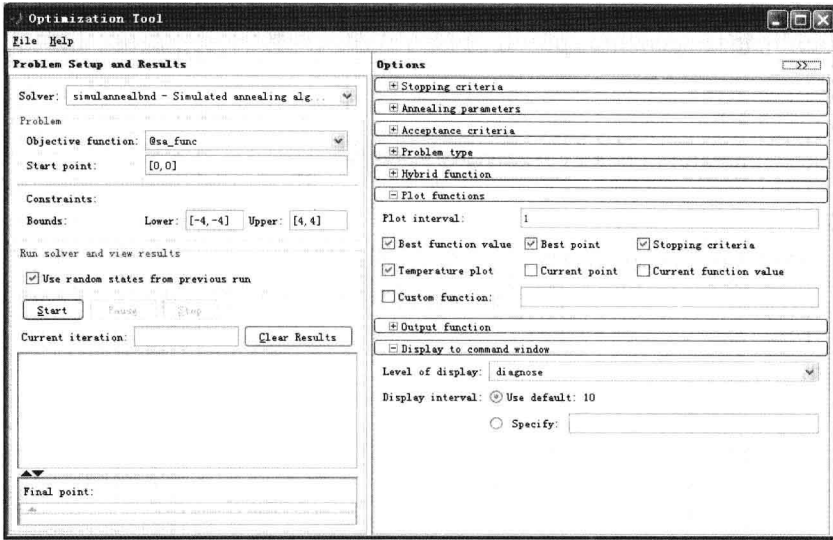 Optimization Tool
File Help
Problem Setup and Results
Solver: simulannealbnd - Simulated annealing alg...
Problem
Objective function: @sa_func
Start point: [0,0]
Constraints:
Bounds: Lower: [-4,-4] Upper: [4,4]
Run solver and view results
Use random states from previous run
Start Pause Stop
Current iteration: Clear Results
Final point:
Options >>
Stopping criteria
Annealing parameters
Acceptance criteria
Problem type
Hybrid function
Plot functions
Plot interval: 1
Best function value Best point Stopping criteria
Temperature plot Current point Current function value
Custom function:
Output function
Display to command window
Level of display: diagnose
Display interval: Use default: 10
Specify: